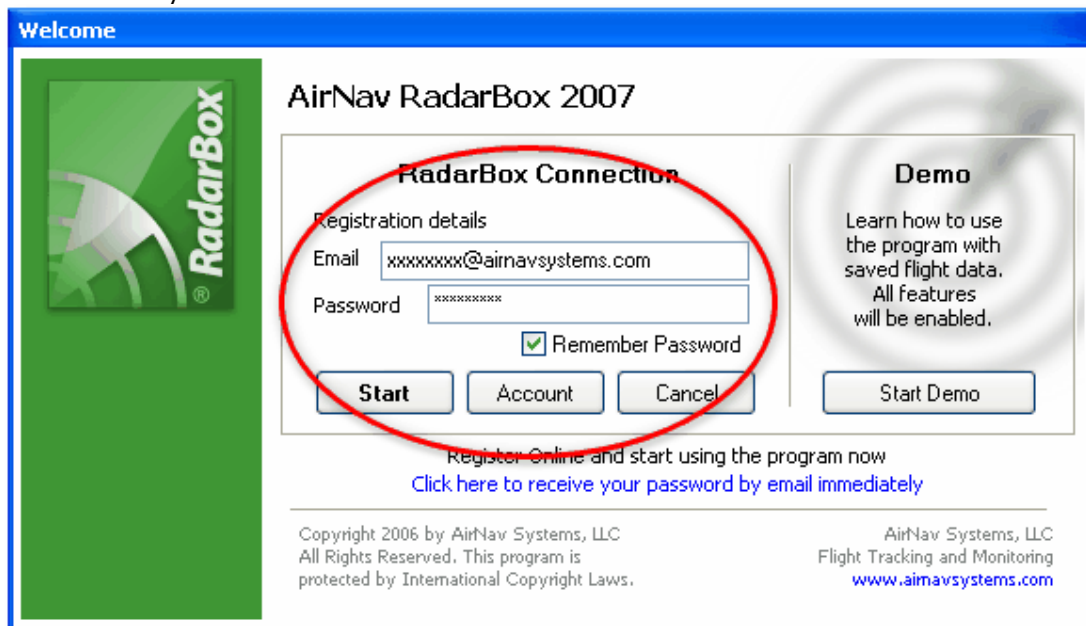 Welcome
RadarBox
®
AirNav RadarBox 2007
RadarBox Connection
Registration details
Email xxxxxxxx@airnavsystems.com
Password xxxxxxxxx
Remember Password
Start Account Cancel
Demo
Learn how to use
the program with
saved flight data.
All features
will be enabled.
Start Demo
Register Online and start using the program now
Click here to receive your password by email immediately
Copyright 2006 by AirNav Systems, LLC
All Rights Reserved. This program is
protected by International Copyright Laws.
AirNav Systems, LLC
Flight Tracking and Monitoring
www.airnavsystems.com